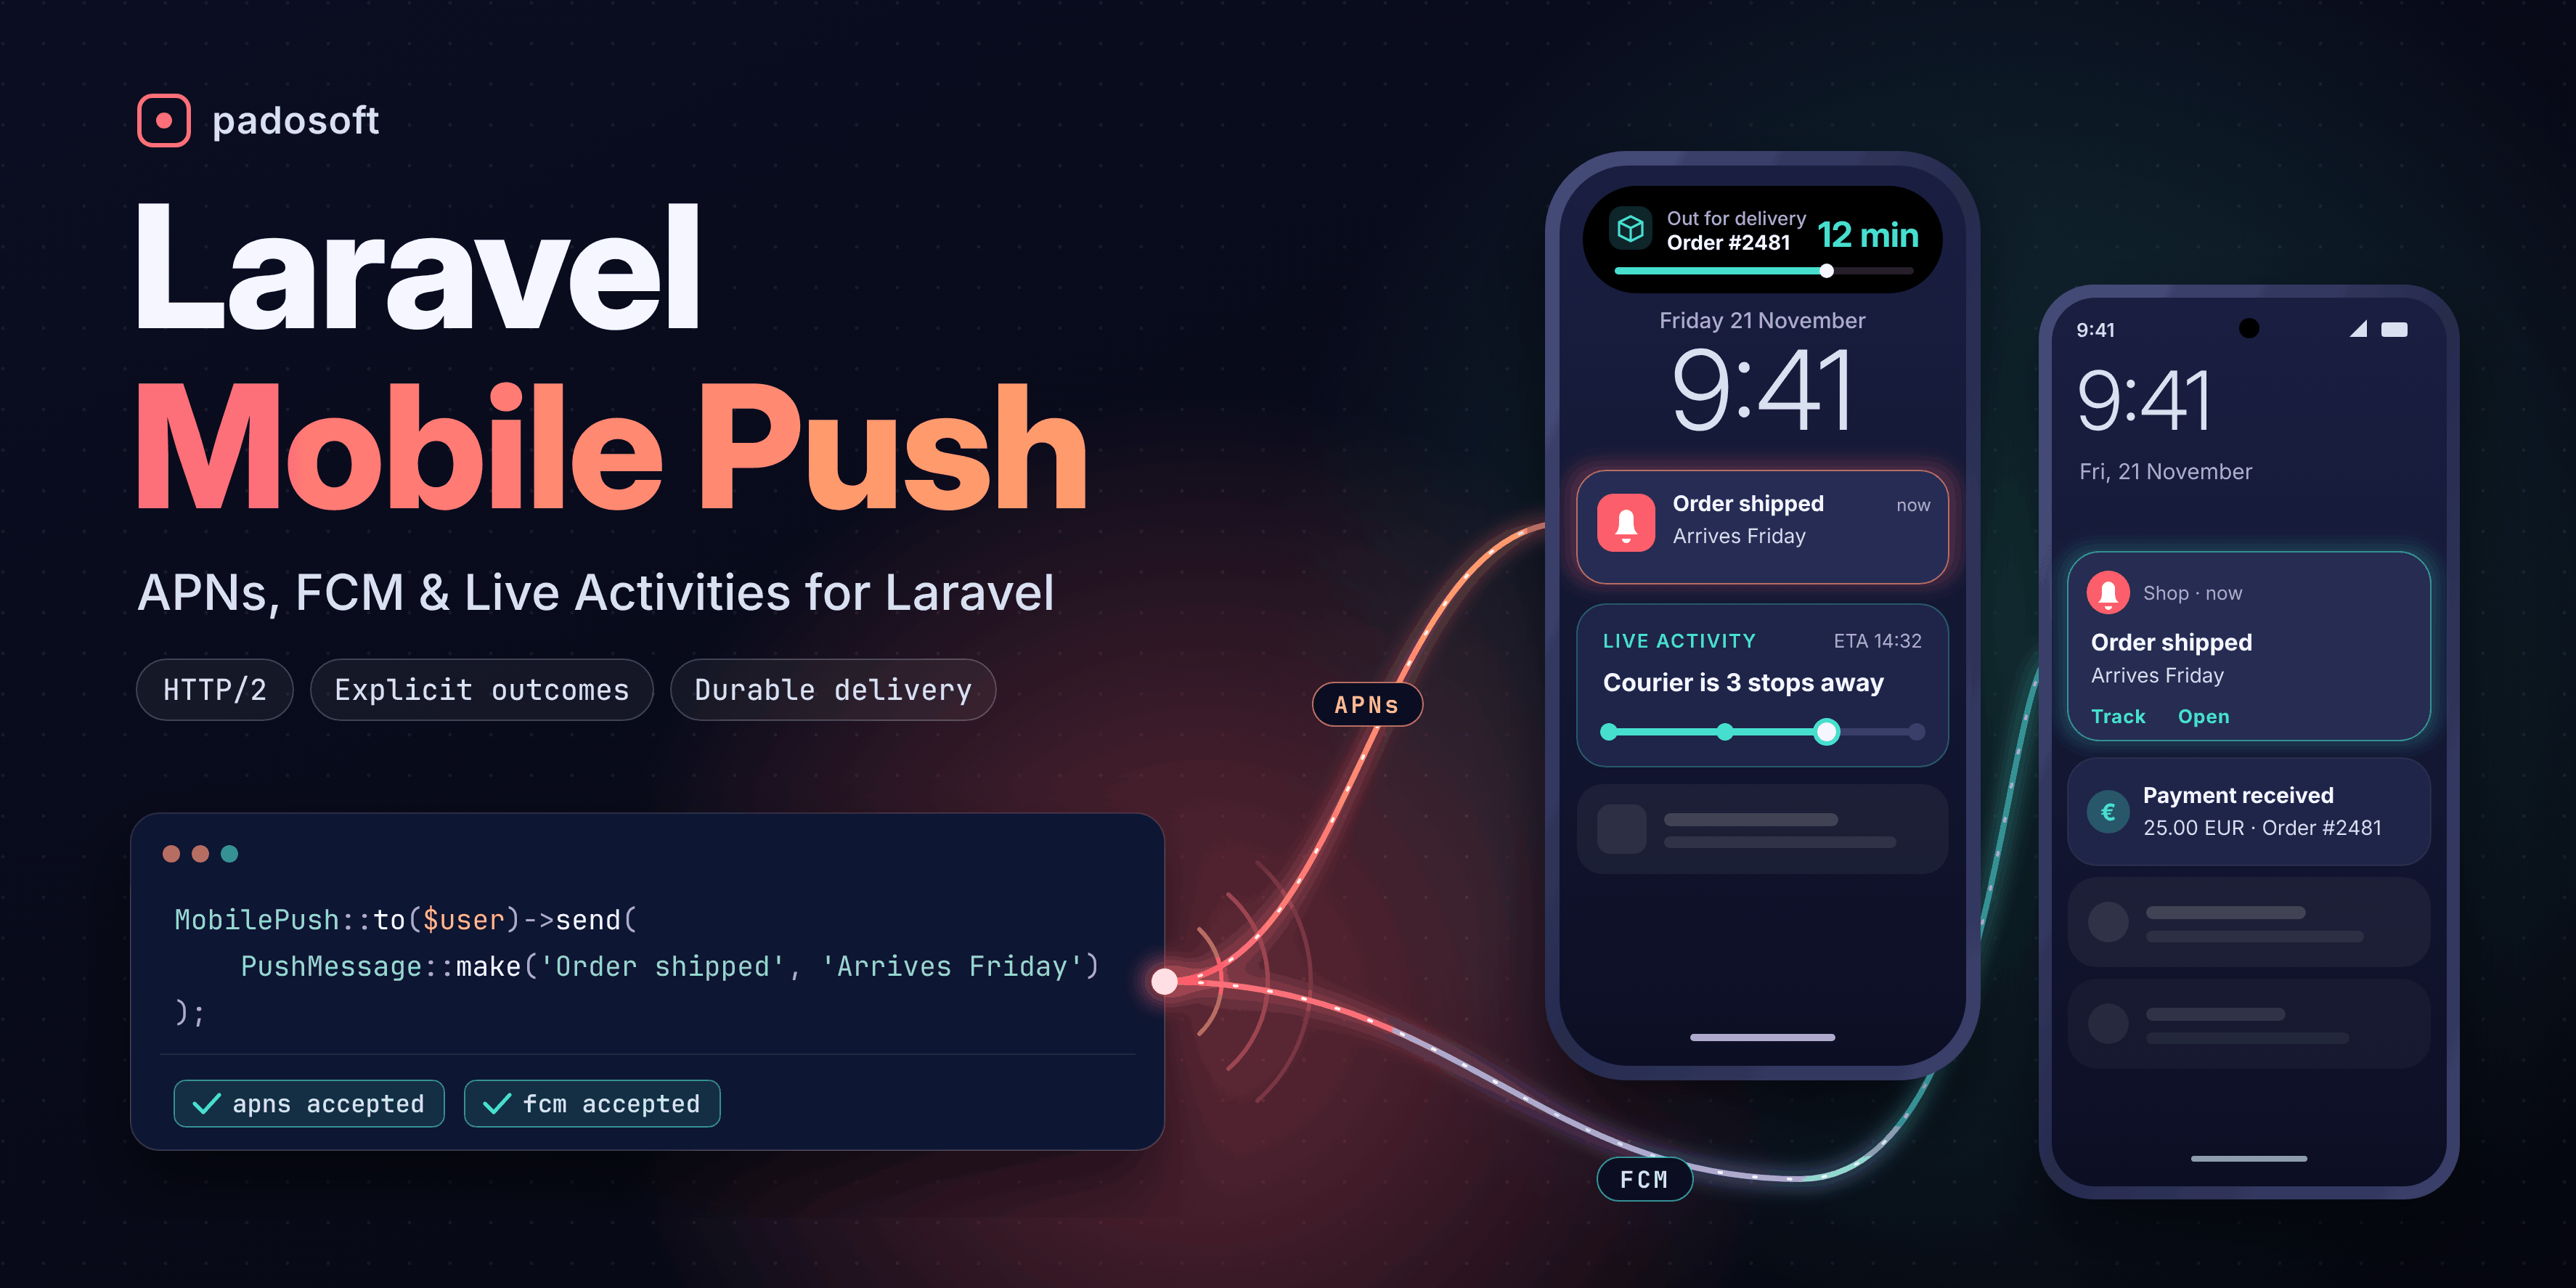 padosoft
Laravel
Mobile Push
APNs, FCM & Live Activities for Laravel
HTTP/2
Explicit outcomes
Durable delivery
MobilePush::to($user)->send(
    PushMessage::make('Order shipped', 'Arrives Friday')
);
apns accepted
fcm accepted
APNs
FCM
Out for delivery
Order #2481
12 min
Friday 21 November
9:41
Order shipped
now
Arrives Friday
LIVE ACTIVITY
ETA 14:32
Courier is 3 stops away
9:41
9:41
Fri, 21 November
Shop · now
Order shipped
Arrives Friday
Track
Open
€
Payment received
25.00 EUR · Order #2481